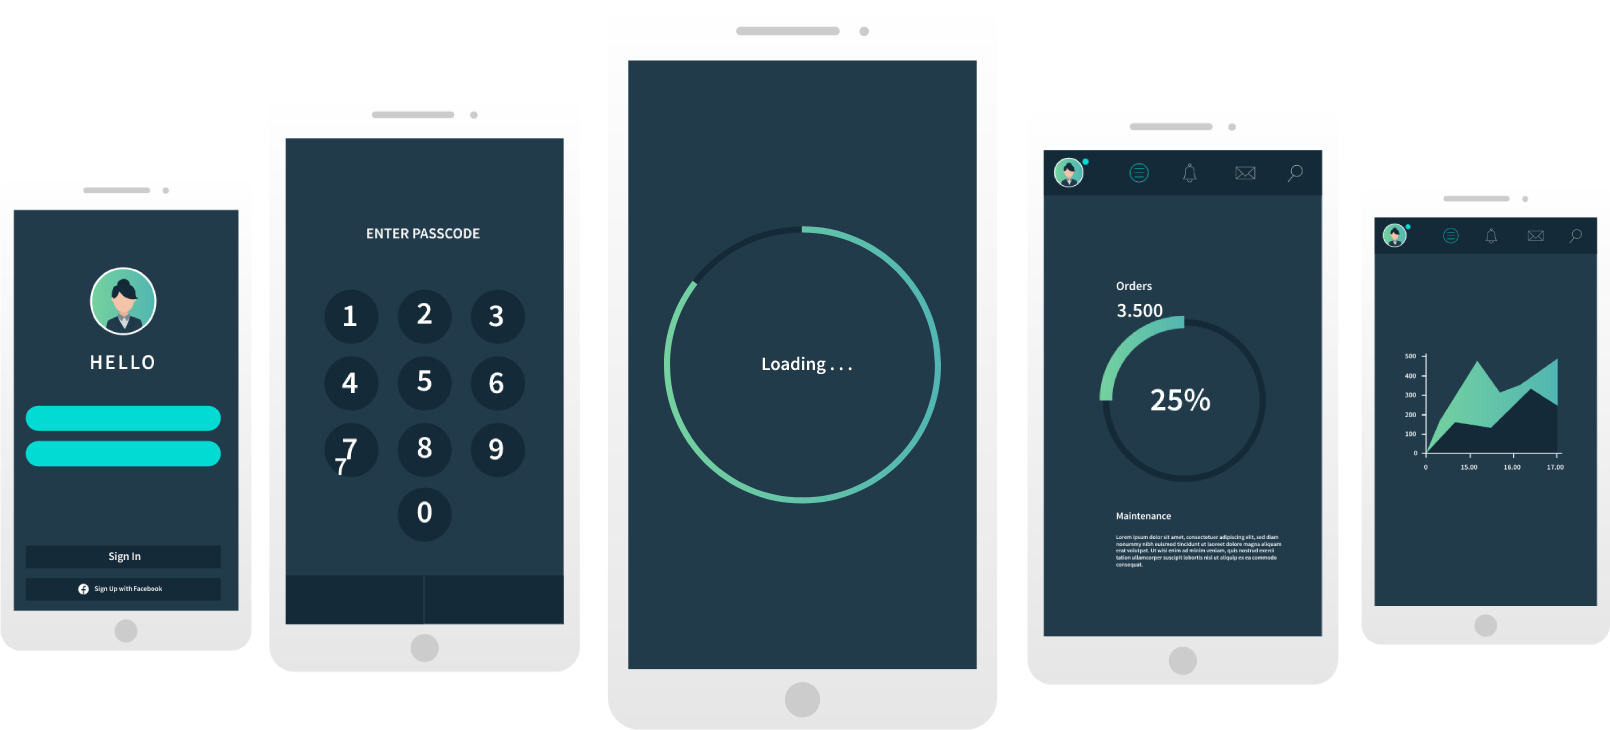 HELLO
Sign In
Sign Up with Facebook
ENTER PASSCODE
1 2 3
4 5 6
7 8 9
7
0
Loading . . .
Orders
3.500
25%
Maintenance
Lorem ipsum dolor sit amet, consectetuer adipiscing elit, sed diam
nonummy nibh euismod tincidunt ut laoreet dolore magna aliquam
erat volutpat. Ut wisi enim ad minim veniam, quis nostrud exerci
tation ullamcorper suscipit lobortis nisl ut aliquip ex ea commodo
consequat.
500
400
300
200
100
0
0 15.00 16.00 17.00